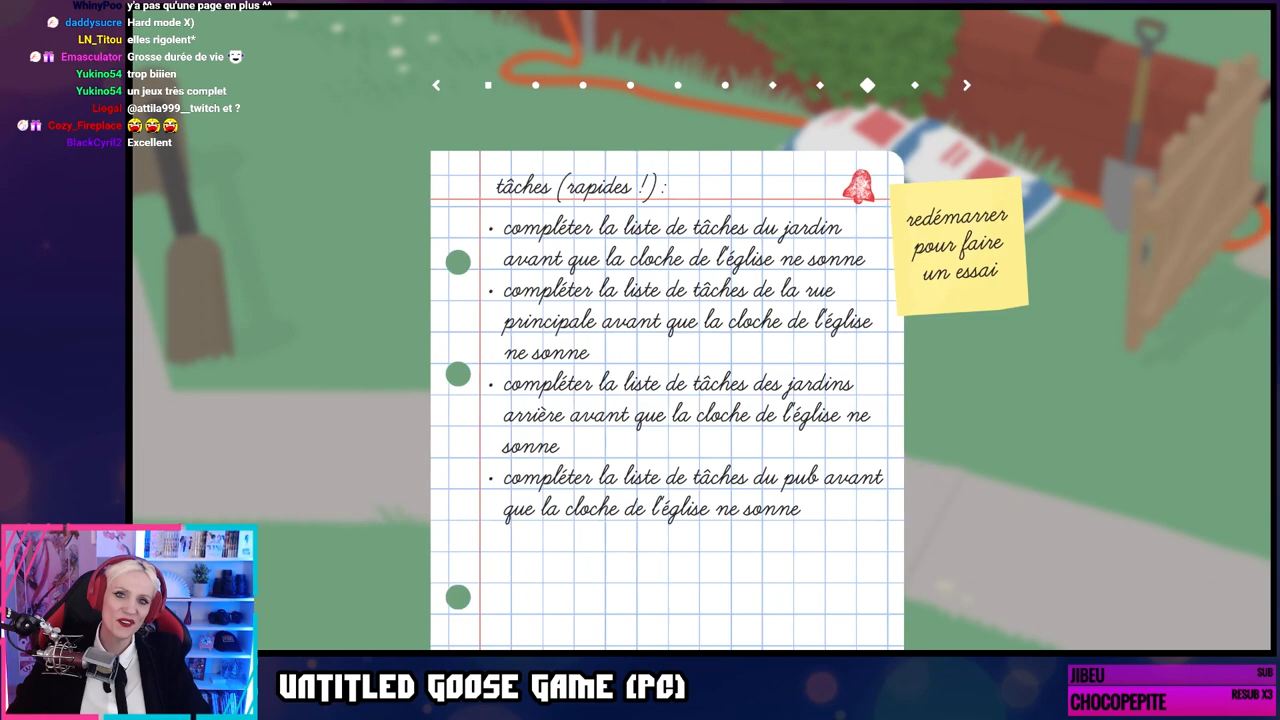 WhinyPoo y'a pas qu'une page en plus ^^
daddysucre Hard mode X)
LN_Titou elles rigolent*
Emasculator Grosse durée de vie
Yukino54 trop biiien
Yukino54 un jeux très complet
Liogal @attila999__twitch et ?
Cozy_Fireplace
BlackCyril2 Excellent
tâches (rapides !) :
• compléter la liste de tâches du jardin
avant que la cloche de l'église ne sonne
• compléter la liste de tâches de la rue
principale avant que la cloche de l'église
ne sonne
• compléter la liste de tâches des jardins
arrière avant que la cloche de l'église ne
sonne
• compléter la liste de tâches du pub avant
que la cloche de l'église ne sonne
redémarrer
pour faire
un essai
UNTITLED GOOSE GAME (PC)
JIBEU SUB
CHOCOPEPITE RESUB X3